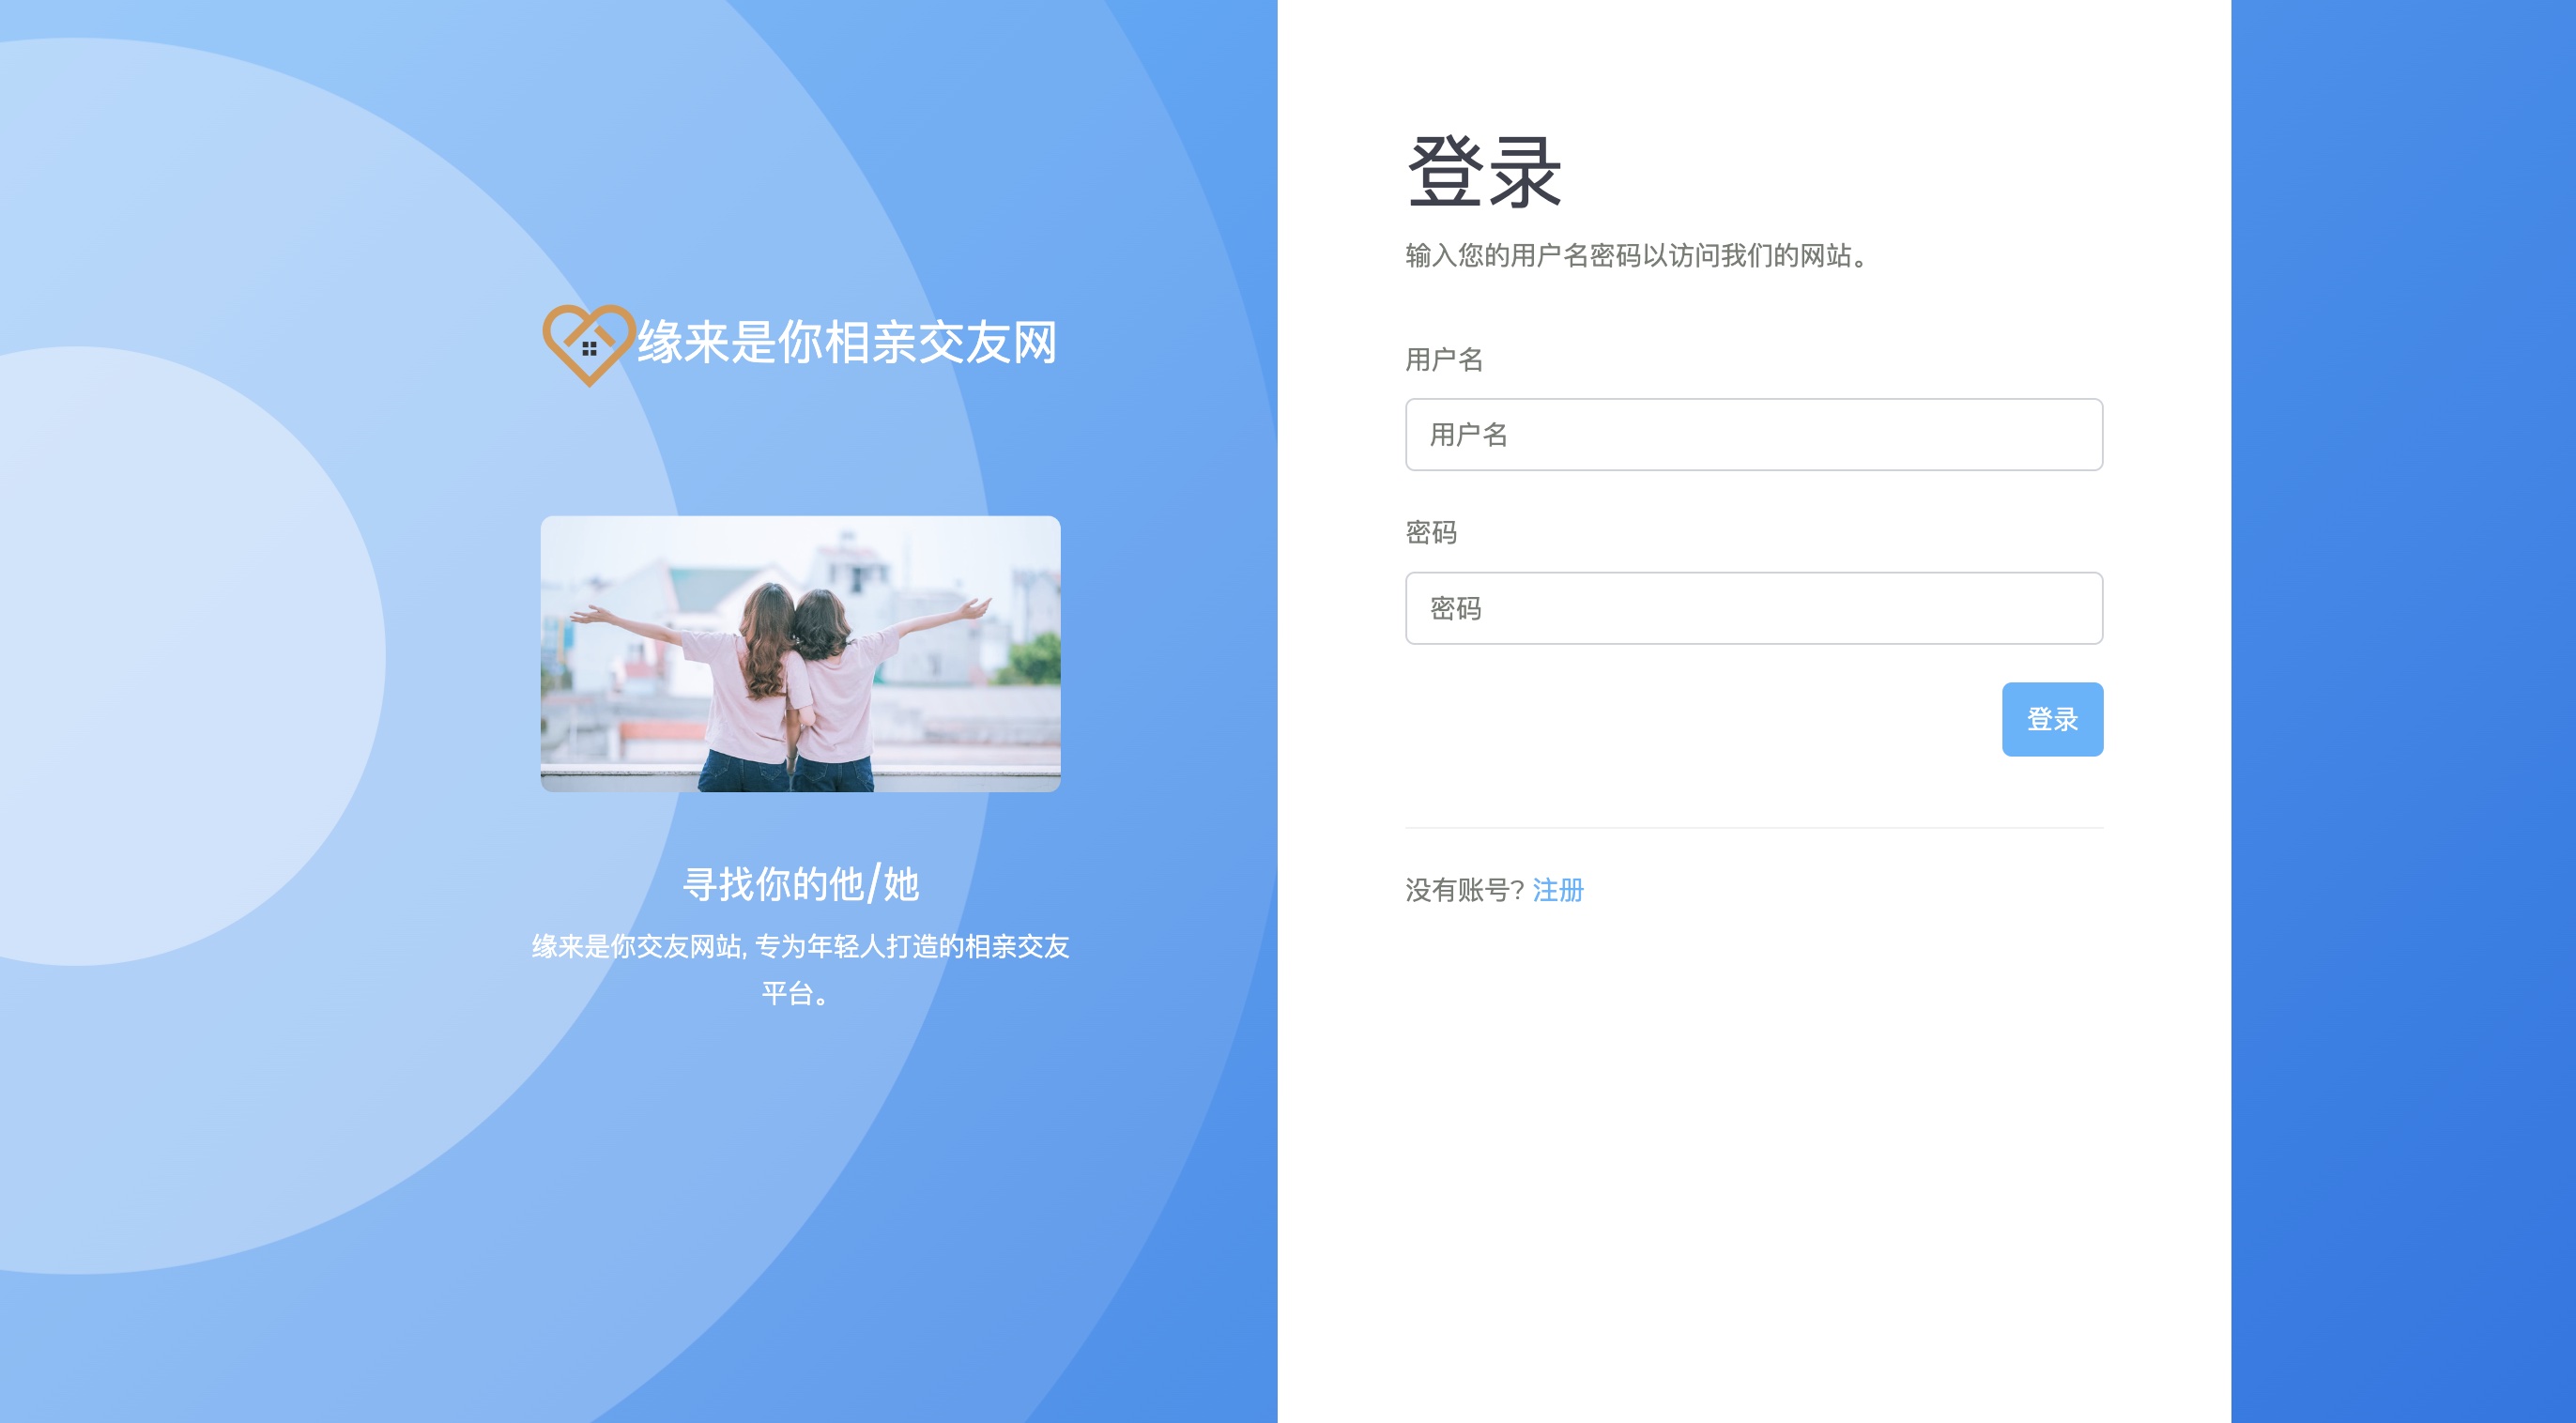 缘来是你相亲交友网
寻找你的他/她
缘来是你交友网站, 专为年轻人打造的相亲交友
平台。
登录
输入您的用户名密码以访问我们的网站。
用户名
用户名
密码
密码
登录
没有账号? 注册